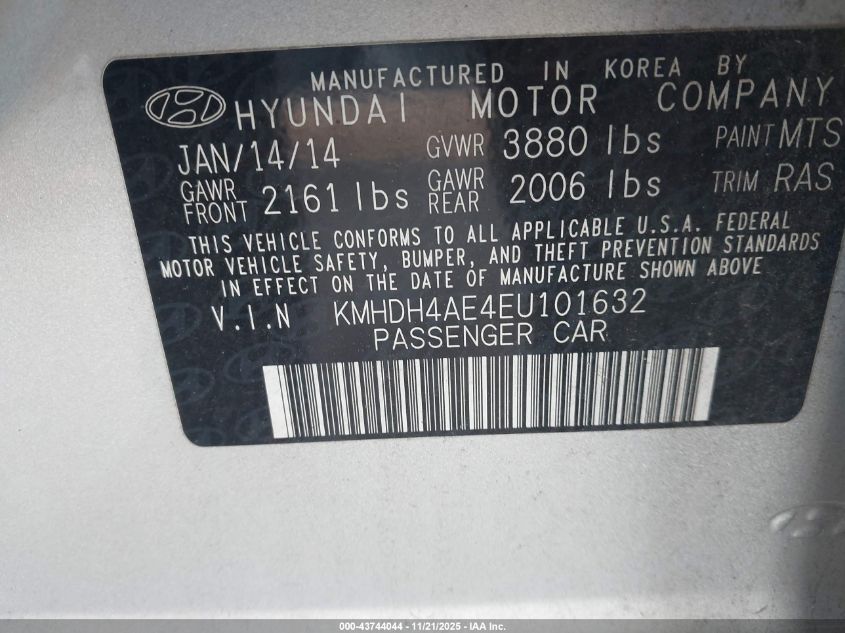 MANUFACTURED IN KOREA BY
HYUNDAI MOTOR COMPANY
JAN/14/14 GVWR 3880 lbs PAINT MTS
GAWR FRONT 2161 lbs GAWR REAR 2006 lbs TRIM RAS
THIS VEHICLE CONFORMS TO ALL APPLICABLE U.S.A. FEDERAL
MOTOR VEHICLE SAFETY, BUMPER, AND THEFT PREVENTION STANDARDS
IN EFFECT ON THE DATE OF MANUFACTURE SHOWN ABOVE
V.I.N KMHDH4AE4EU101632
PASSENGER CAR
000-43744044 - 11/21/2025 - IAA Inc.